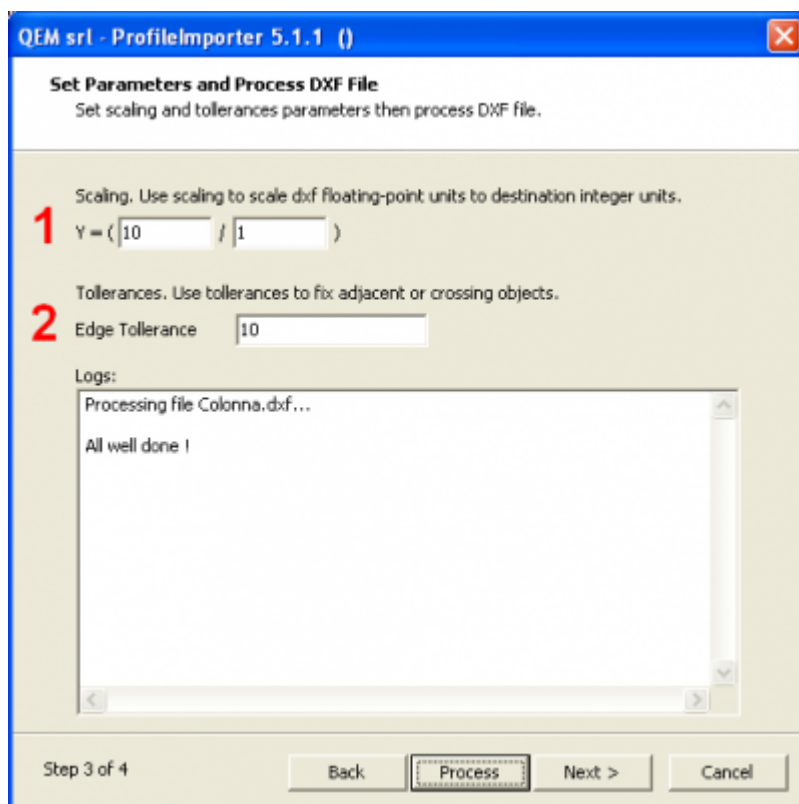 QEM srl - ProfileImporter 5.1.1 ()
Set Parameters and Process DXF File
Set scaling and tollerances parameters then process DXF file.
Scaling. Use scaling to scale dxf floating-point units to destination integer units.
1 Y = ( 10 / 1 )
Tollerances. Use tollerances to fix adjacent or crossing objects.
2 Edge Tollerance 10
Logs:
Processing file Colonna.dxf...
All well done !
Step 3 of 4 Back Process Next > Cancel